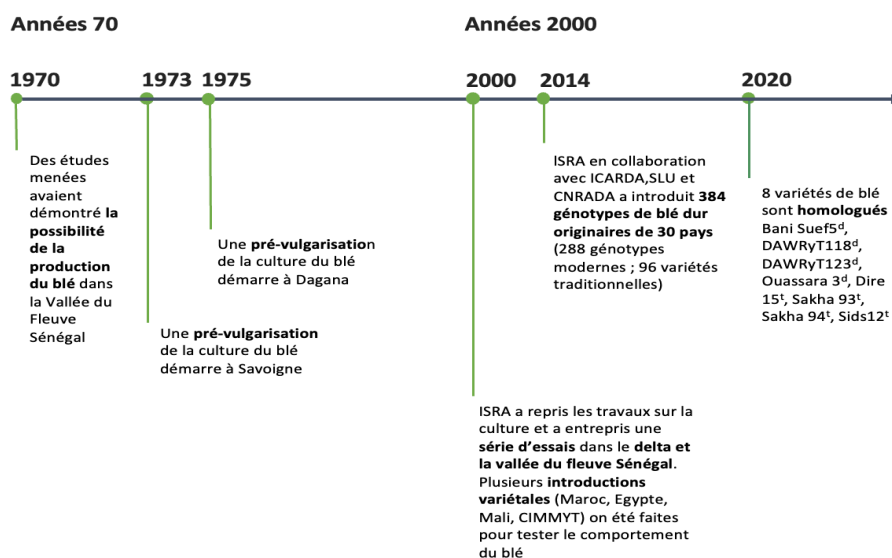 Années 70
Années 2000
1970
1973
1975
2000
2014
2020
Des études
menées
avaient
démontré la
possibilité
de la
production
du blé dans
la Vallée du
Fleuve
Sénégal
Une pré-vulgarisation
de la culture du blé
démarre à Savoigne
Une pré-vulgarisation
de la culture du blé
démarre à Dagana
ISRA a repris les travaux sur la
culture et a entrepris une
série d’essais dans le delta et
la vallée du fleuve Sénégal.
Plusieurs introductions
variétales (Maroc, Egypte,
Mali, CIMMYT) on été faites
pour tester le comportement
du blé
ISRA en collaboration
avec ICARDA,SLU et
CNRADA a introduit 384
génotypes de blé dur
originaires de 30 pays
(288 génotypes
modernes ; 96 variétés
traditionnelles)
8 variétés de blé
sont homologués
Bani Suef5ᵈ,
DAWRyT118ᵈ,
DAWRyT123ᵈ,
Ouassara 3ᵈ, Dire
15ᵗ, Sakha 93ᵗ,
Sakha 94ᵗ, Sids12ᵗ